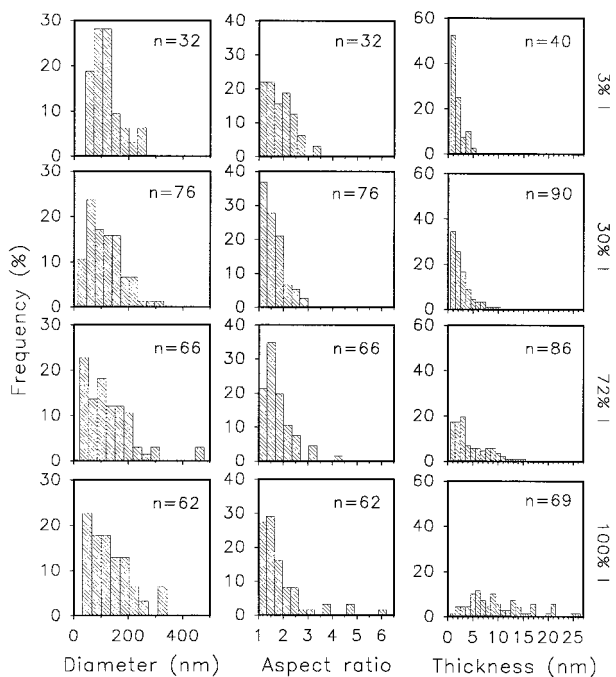 30
20
10
0
n=32
40
30
20
10
0
n=32
60
40
20
0
n=40
3% I
30
20
10
0
n=76
40
30
20
10
0
n=76
60
40
20
0
n=90
30% I
Frequency (%)
30
20
10
0
n=66
40
30
20
10
0
n=66
60
40
20
0
n=86
72% I
30
20
10
0
n=62
40
30
20
10
0
n=62
60
40
20
0
n=69
100% I
0 200 400
1 2 3 4 5 6
0 5 10 15 20 25
Diameter (nm)
Aspect ratio
Thickness (nm)